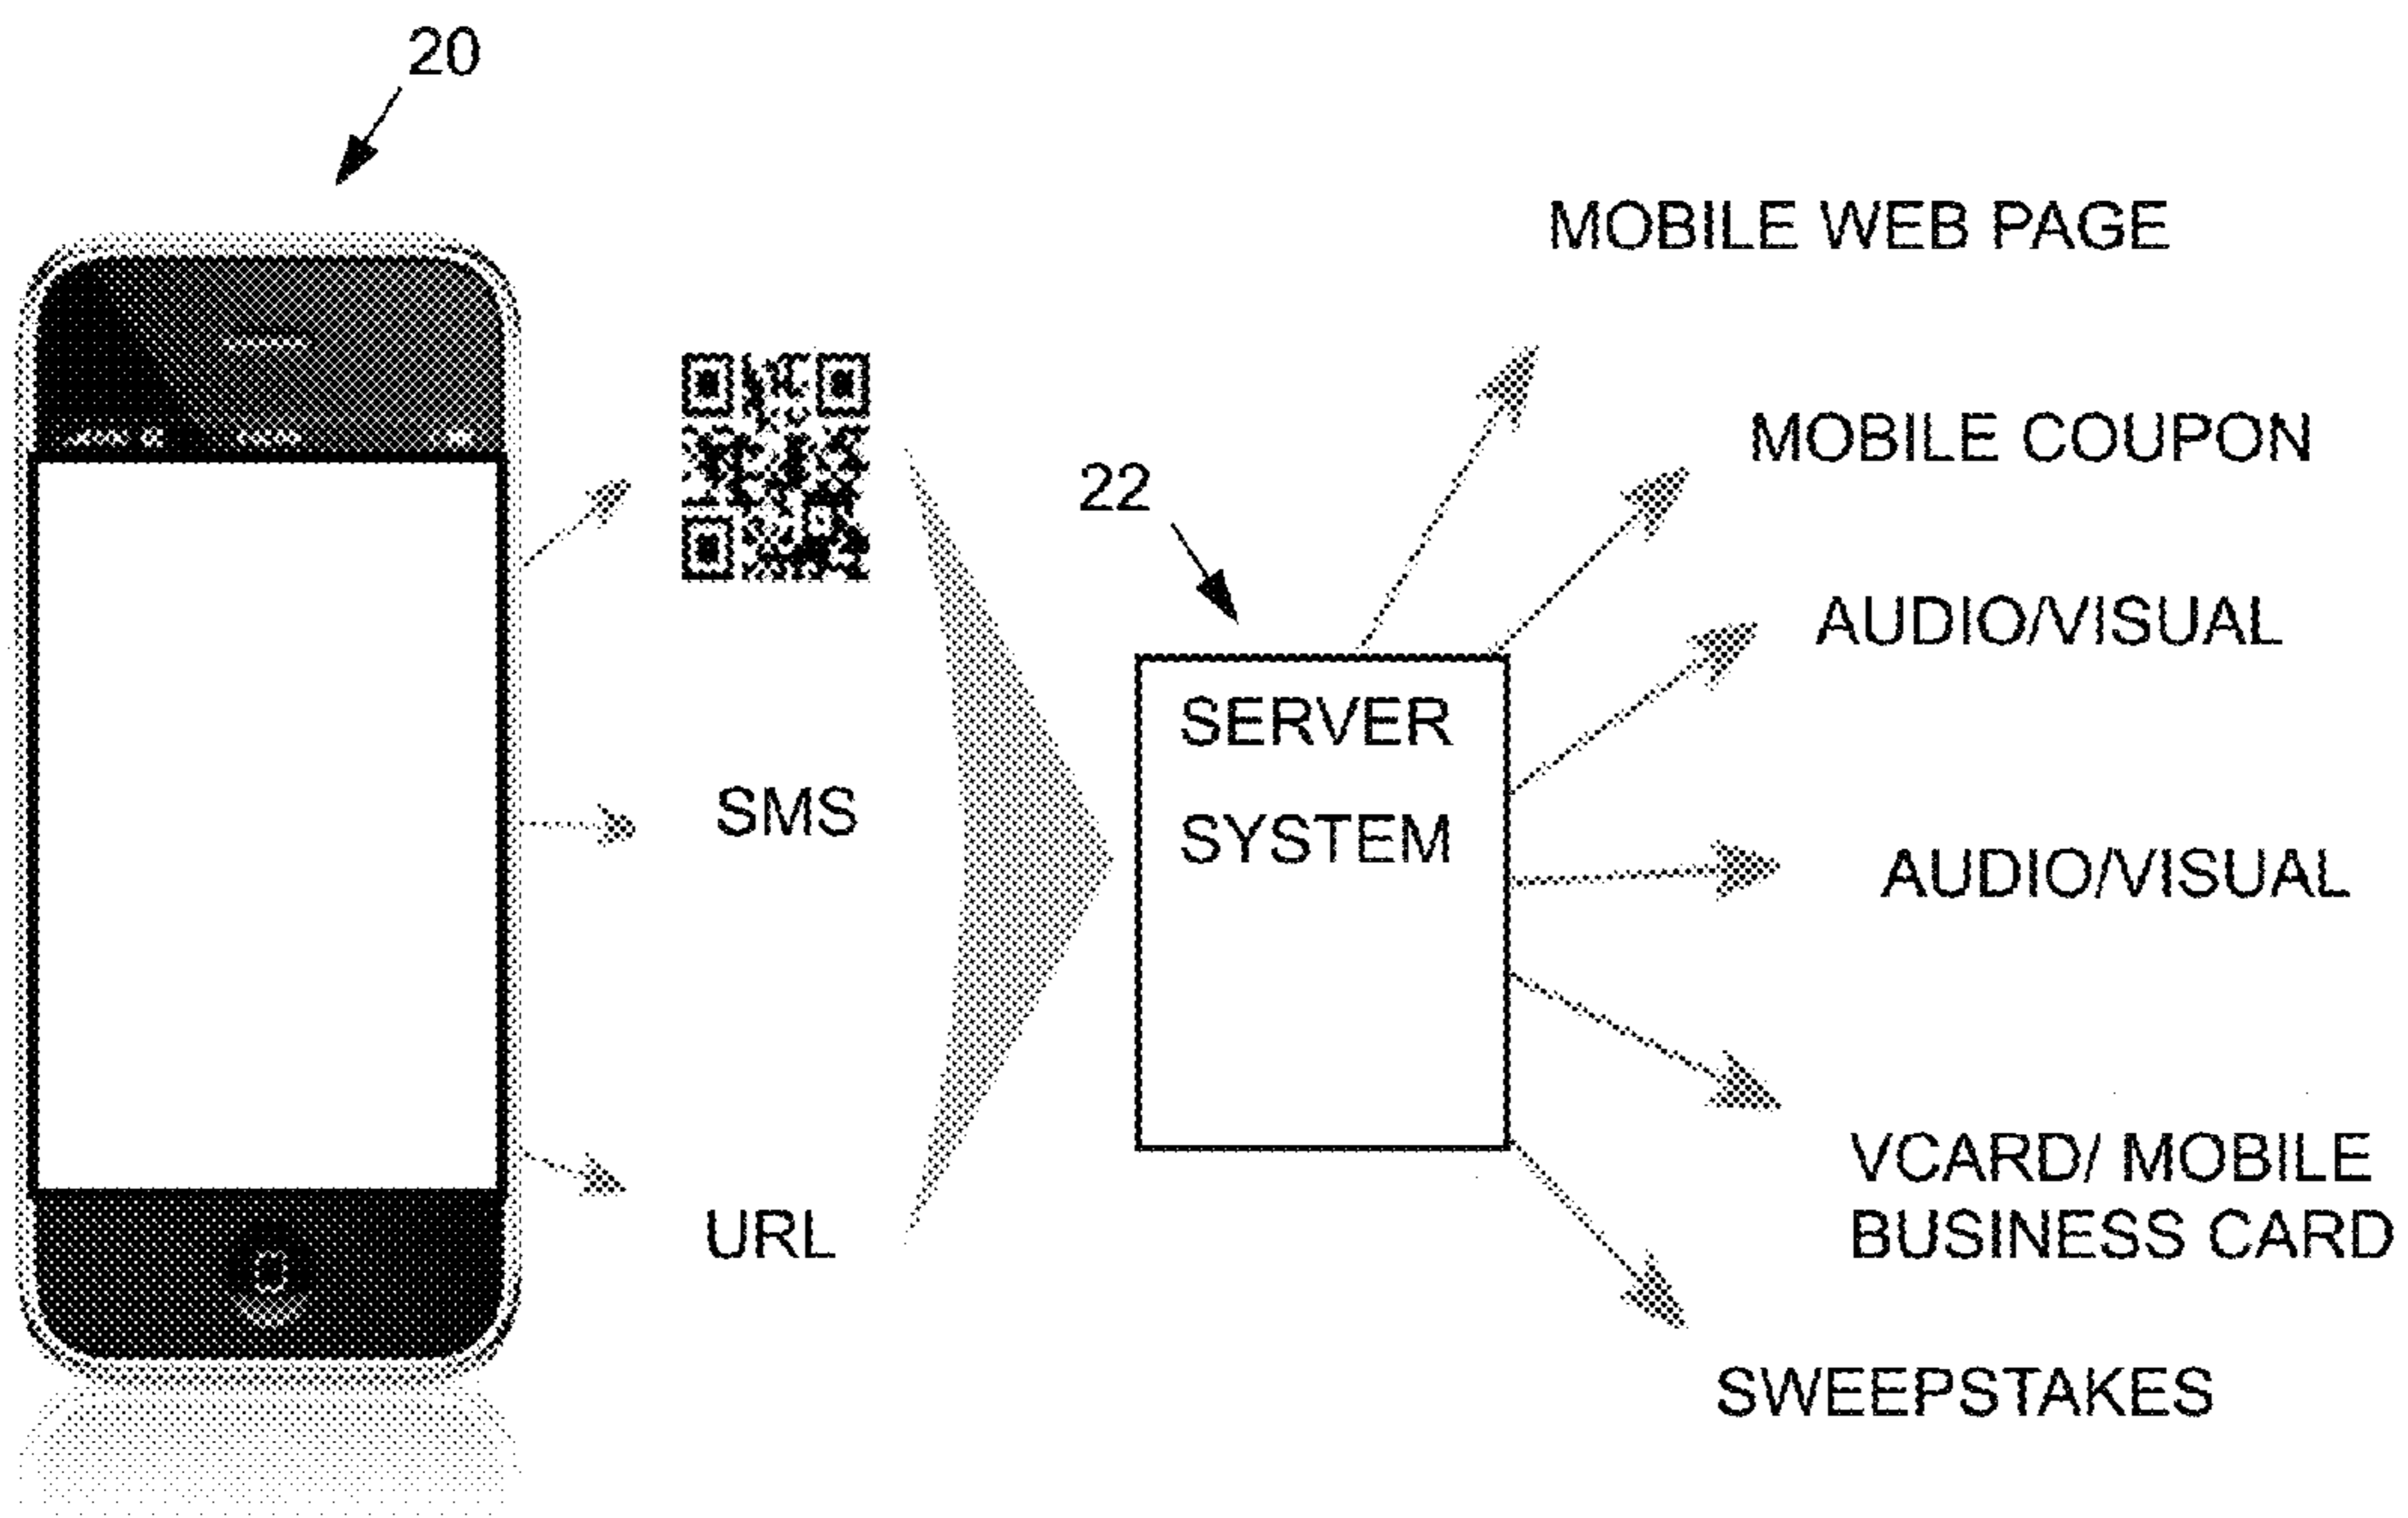 20
MOBILE WEB PAGE
MOBILE COUPON
22
AUDIO/VISUAL
SERVER
SYSTEM
SMS
AUDIO/VISUAL
VCARD/ MOBILE
BUSINESS CARD
URL
SWEEPSTAKES